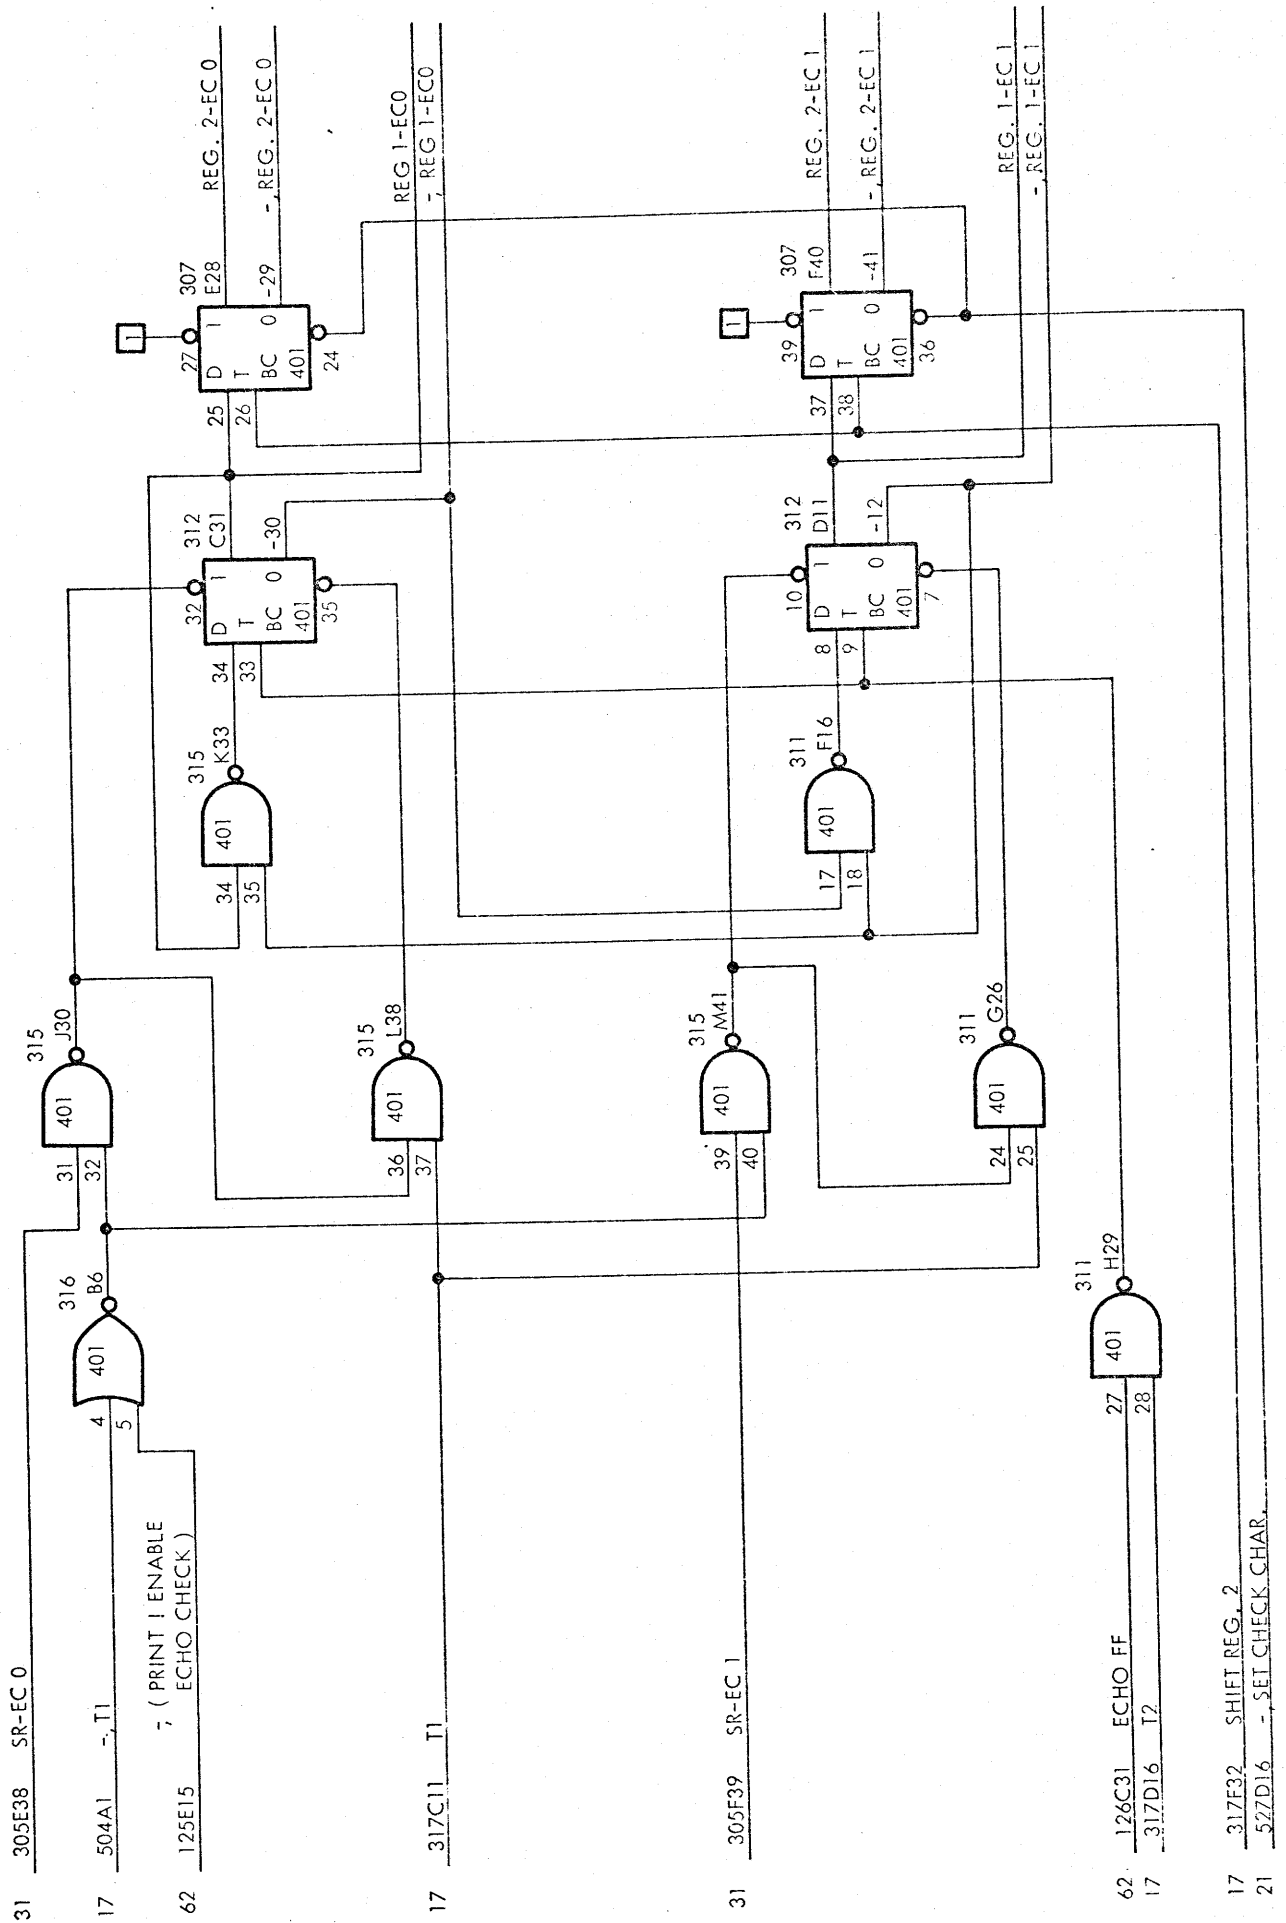 31 305E38 SR-EC 0
17 504A1 -,T1
62 125E15 -, ( PRINT 1 ENABLE
ECHO CHECK )
17 317C11 T1
31 305F39 SR-EC 1
62 126C31 ECHO FF
17 317D16 T2
17 317F32 SHIFT REG. 2
21 527D16 -,SET CHECK CHAR.
4
5
401
316
B6
31
32
401
315
J30
36
37
401
315
L38
39
40
401
315
M41
24
25
401
311
G26
27
28
401
311
H29
34
35
401
315
K33
17
18
401
311
F16
34
33
32
D 1
T
BC 0
401
35
312
C31
-30
8
9
10
D 1
T
BC 0
401
7
312
D11
-12
25
26
27
1
D 1
T
BC 0
401
24
307
E28
-29
37
38
39
1
D 1
T
BC 0
401
36
307
F40
-41
REG. 2-EC 0
-,REG. 2-EC 0
REG 1-EC0
-,REG 1-EC0
REG. 2-EC 1
-,REG. 2-EC 1
REG. 1-EC 1
-,REG. 1-EC 1